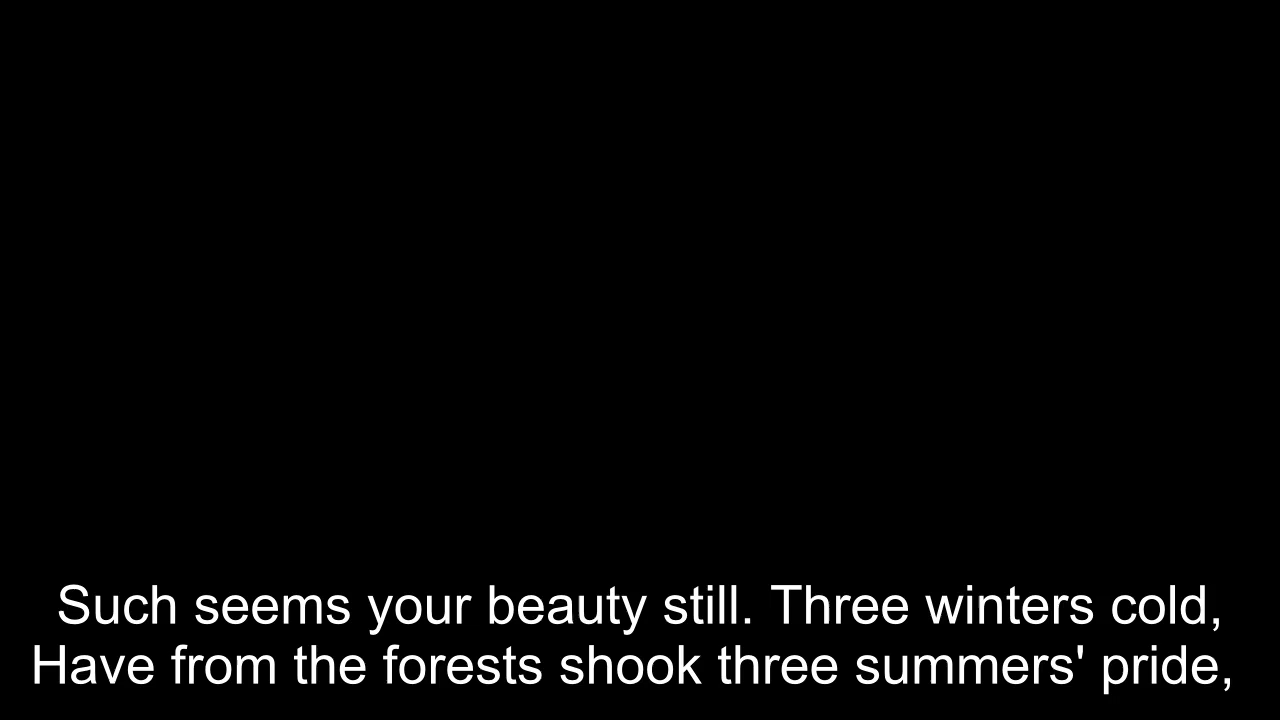 Such seems your beauty still. Three winters cold,
Have from the forests shook three summers' pride,